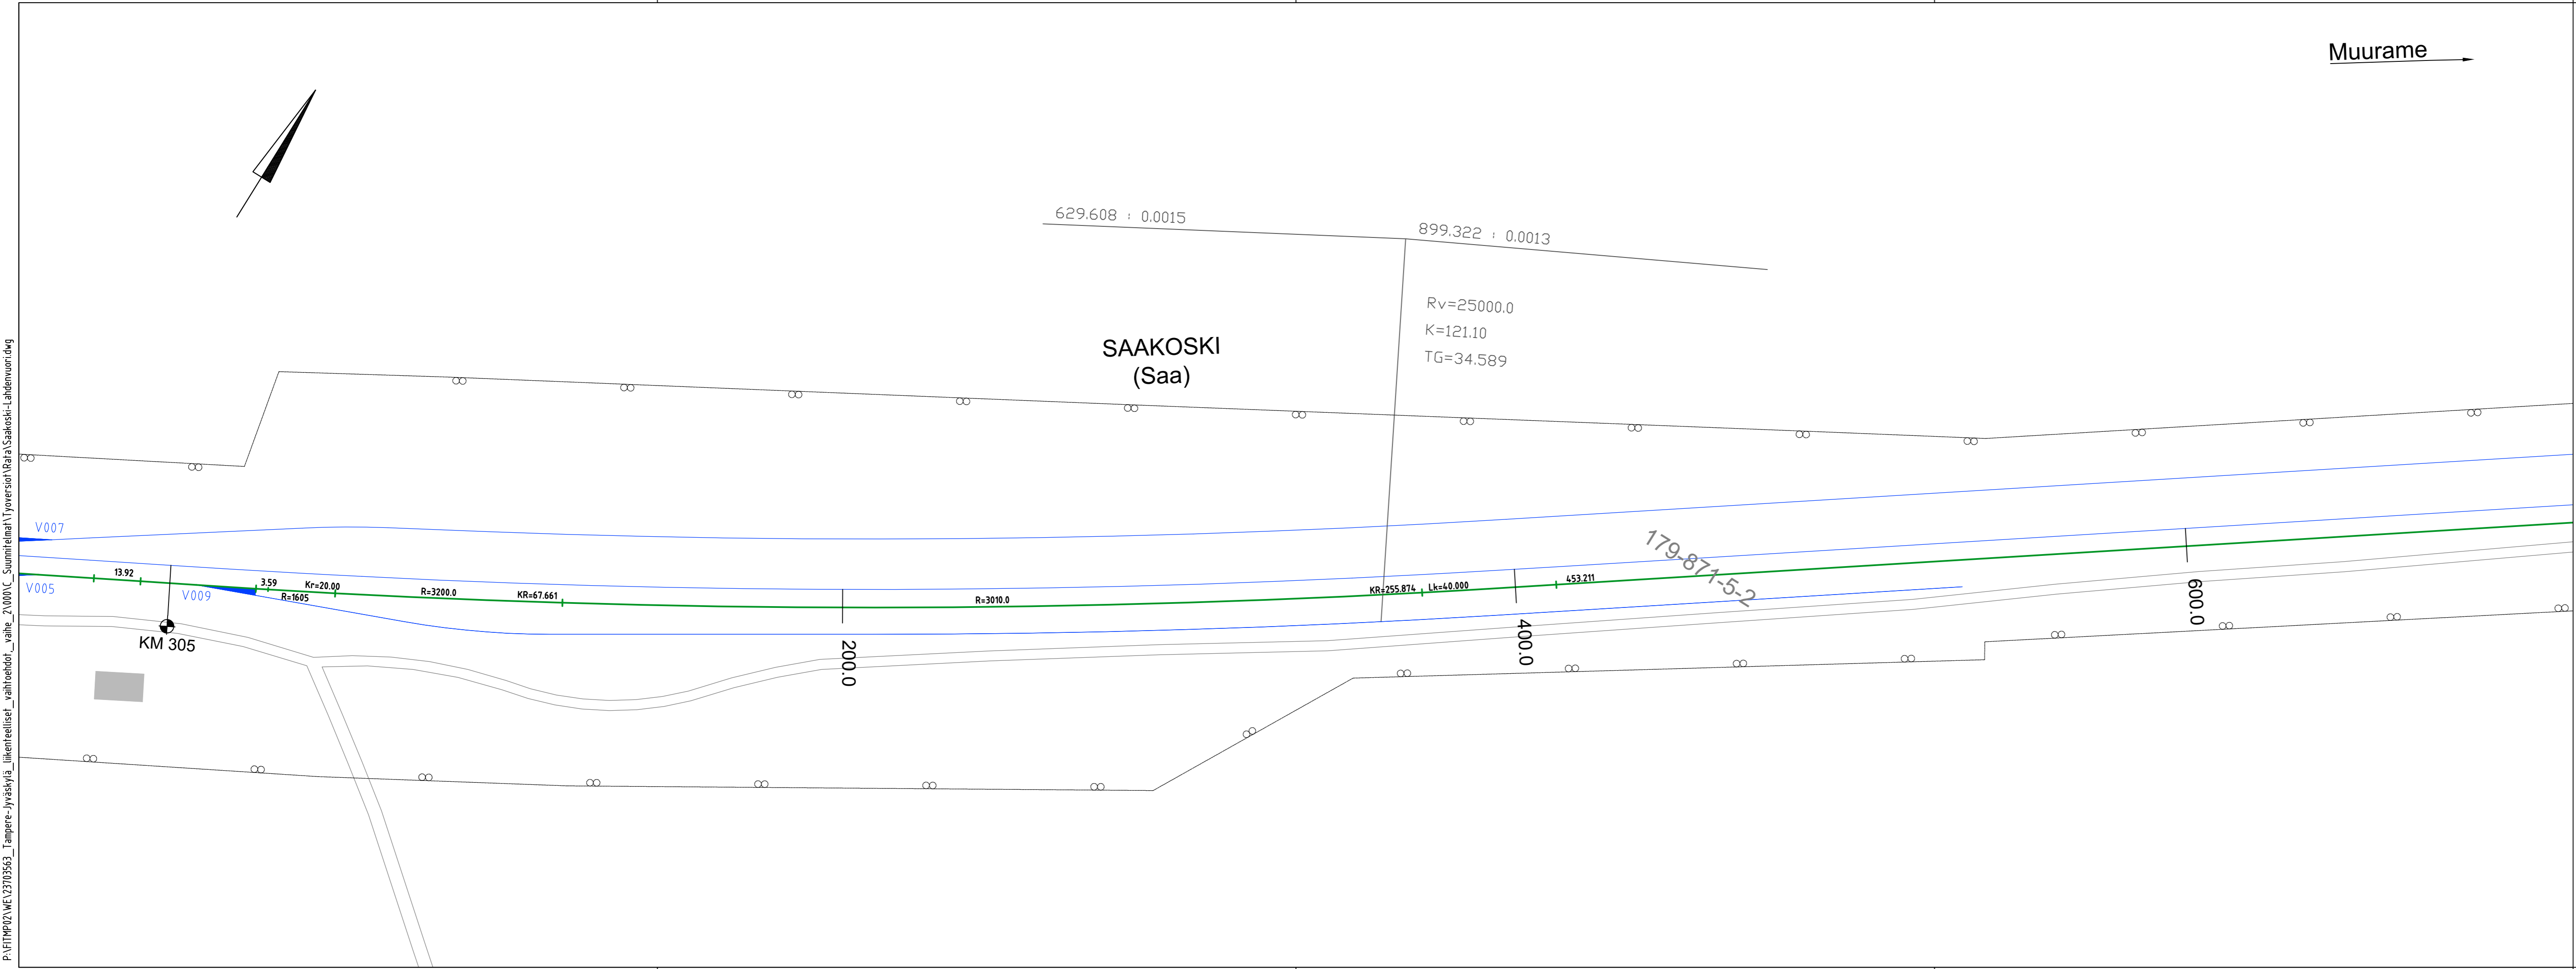 Muurame
629.608 : 0.0015
899.322 : 0.0013
Rv=25000.0
K=121.10
TG=34.589
SAAKOSKI
(Saa)
V007
V005
13.92
V009
3.59
R=1605
Kr=20.00
R=3200.0
KR=67.661
R=3010.0
KR=255.874
Lk=40.000
453.211
179-871-5-2
KM 305
200.0
400.0
600.0
P:\FITMP02\WE\23703563_Tampere-Jyväskylä_liikenteelliset_vaihtoehdot_vaihe_2\000\C_Suunnitelmat\Tyoversiot\Rata\Saakoski-Lahdenvuori.dwg